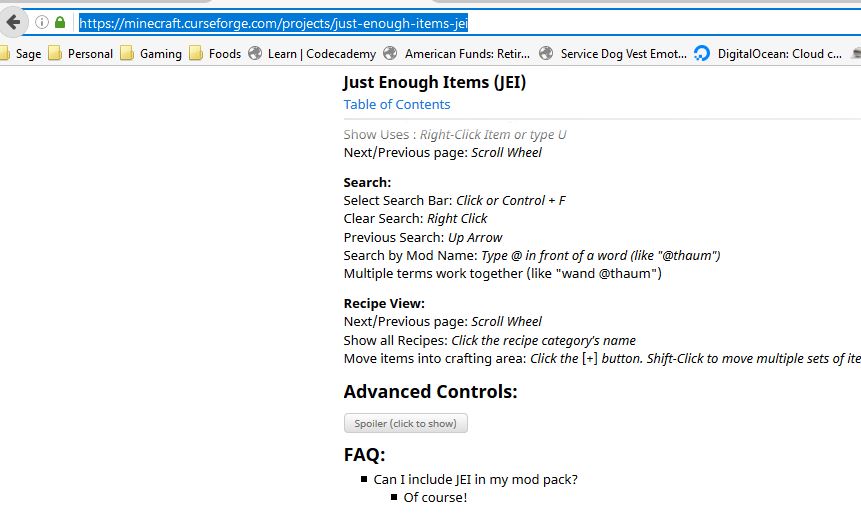 https://minecraft.curseforge.com/projects/just-enough-items-jei
Sage Personal Gaming Foods Learn | Codecademy American Funds: Retir... Service Dog Vest Emot... DigitalOcean: Cloud c...
Just Enough Items (JEI)
Table of Contents
Show Uses : Right-Click Item or type U
Next/Previous page: Scroll Wheel
Search:
Select Search Bar: Click or Control + F
Clear Search: Right Click
Previous Search: Up Arrow
Search by Mod Name: Type @ in front of a word (like "@thaum")
Multiple terms work together (like "wand @thaum")
Recipe View:
Next/Previous page: Scroll Wheel
Show all Recipes: Click the recipe category's name
Move items into crafting area: Click the [+] button. Shift-Click to move multiple sets of ite
Advanced Controls:
Spoiler (click to show)
FAQ:
Can I include JEI in my mod pack?
Of course!